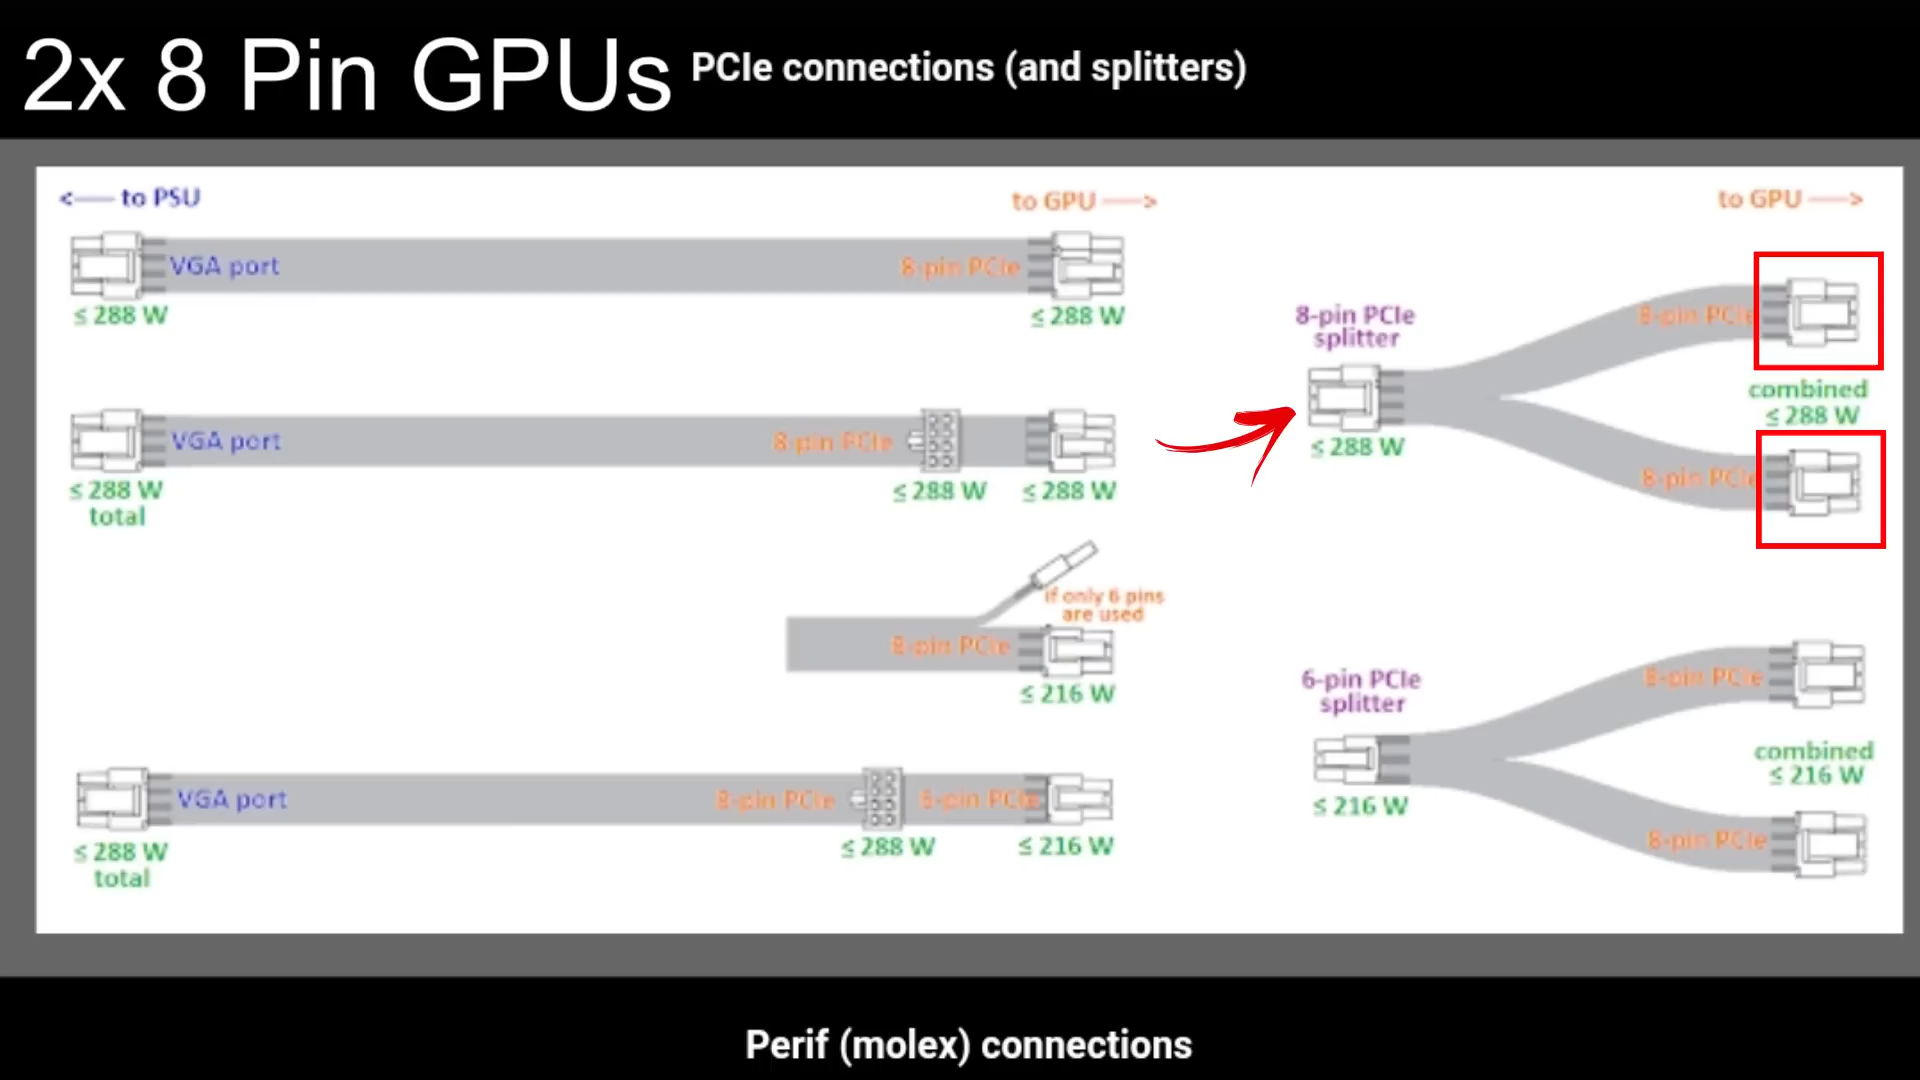 2x 8 Pin GPUs
PCIe connections (and splitters)
<—— to PSU
to GPU ——>
VGA port
8-pin PCIe
≤ 288 W
≤ 288 W
VGA port
8-pin PCIe
≤ 288 W
total
≤ 288 W
≤ 288 W
if only 6 pins
are used
8-pin PCIe
≤ 216 W
VGA port
8-pin PCIe
6-pin PCIe
≤ 288 W
total
≤ 288 W
≤ 216 W
to GPU ——>
8-pin PCIe
splitter
≤ 288 W
8-pin PCIe
combined
≤ 288 W
8-pin PCIe
6-pin PCIe
splitter
≤ 216 W
8-pin PCIe
combined
≤ 216 W
8-pin PCIe
Perif (molex) connections